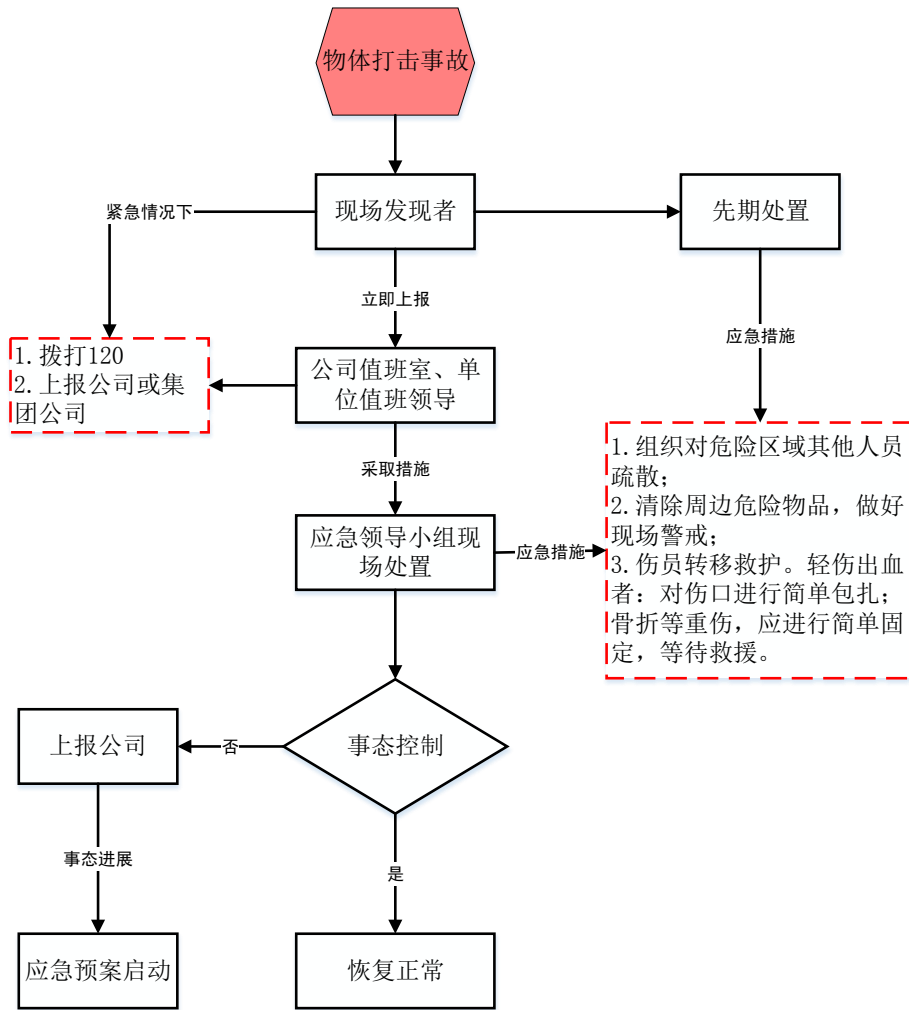 物体打击事故
紧急情况下
现场发现者
先期处置
立即上报
应急措施
1.拨打120
2.上报公司或集
团公司
公司值班室、单
位值班领导
采取措施
1.组织对危险区域其他人员
疏散；
2.清除周边危险物品，做好
现场警戒；
3.伤员转移救护。轻伤出血
者：对伤口进行简单包扎；
骨折等重伤，应进行简单固
定，等待救援。
应急领导小组现
场处置
应急措施
上报公司
否
事态控制
事态进展
是
应急预案启动
恢复正常